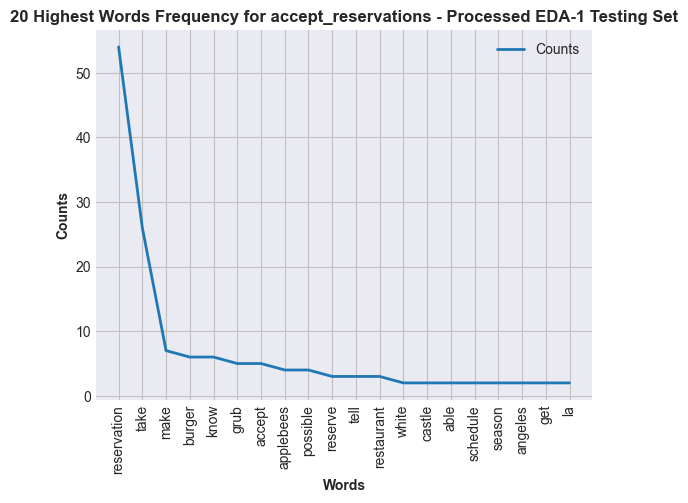 20 Highest Words Frequency for accept_reservations - Processed EDA-1 Testing Set
Counts
Counts
50
40
30
20
10
0
reservation
take
make
burger
know
grub
accept
applebees
possible
reserve
tell
restaurant
white
castle
able
schedule
season
angeles
get
la
Words